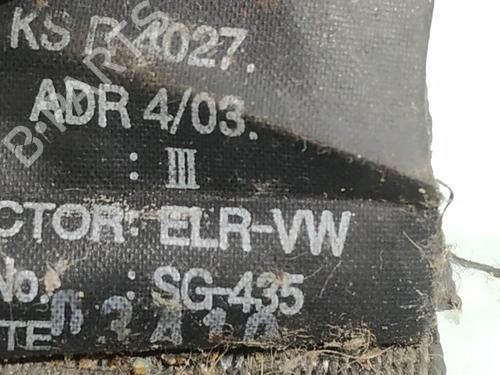 KS R 4027.
ADR 4/03.
: III
CTOR: ELR-VW
No. : SG-435
TE